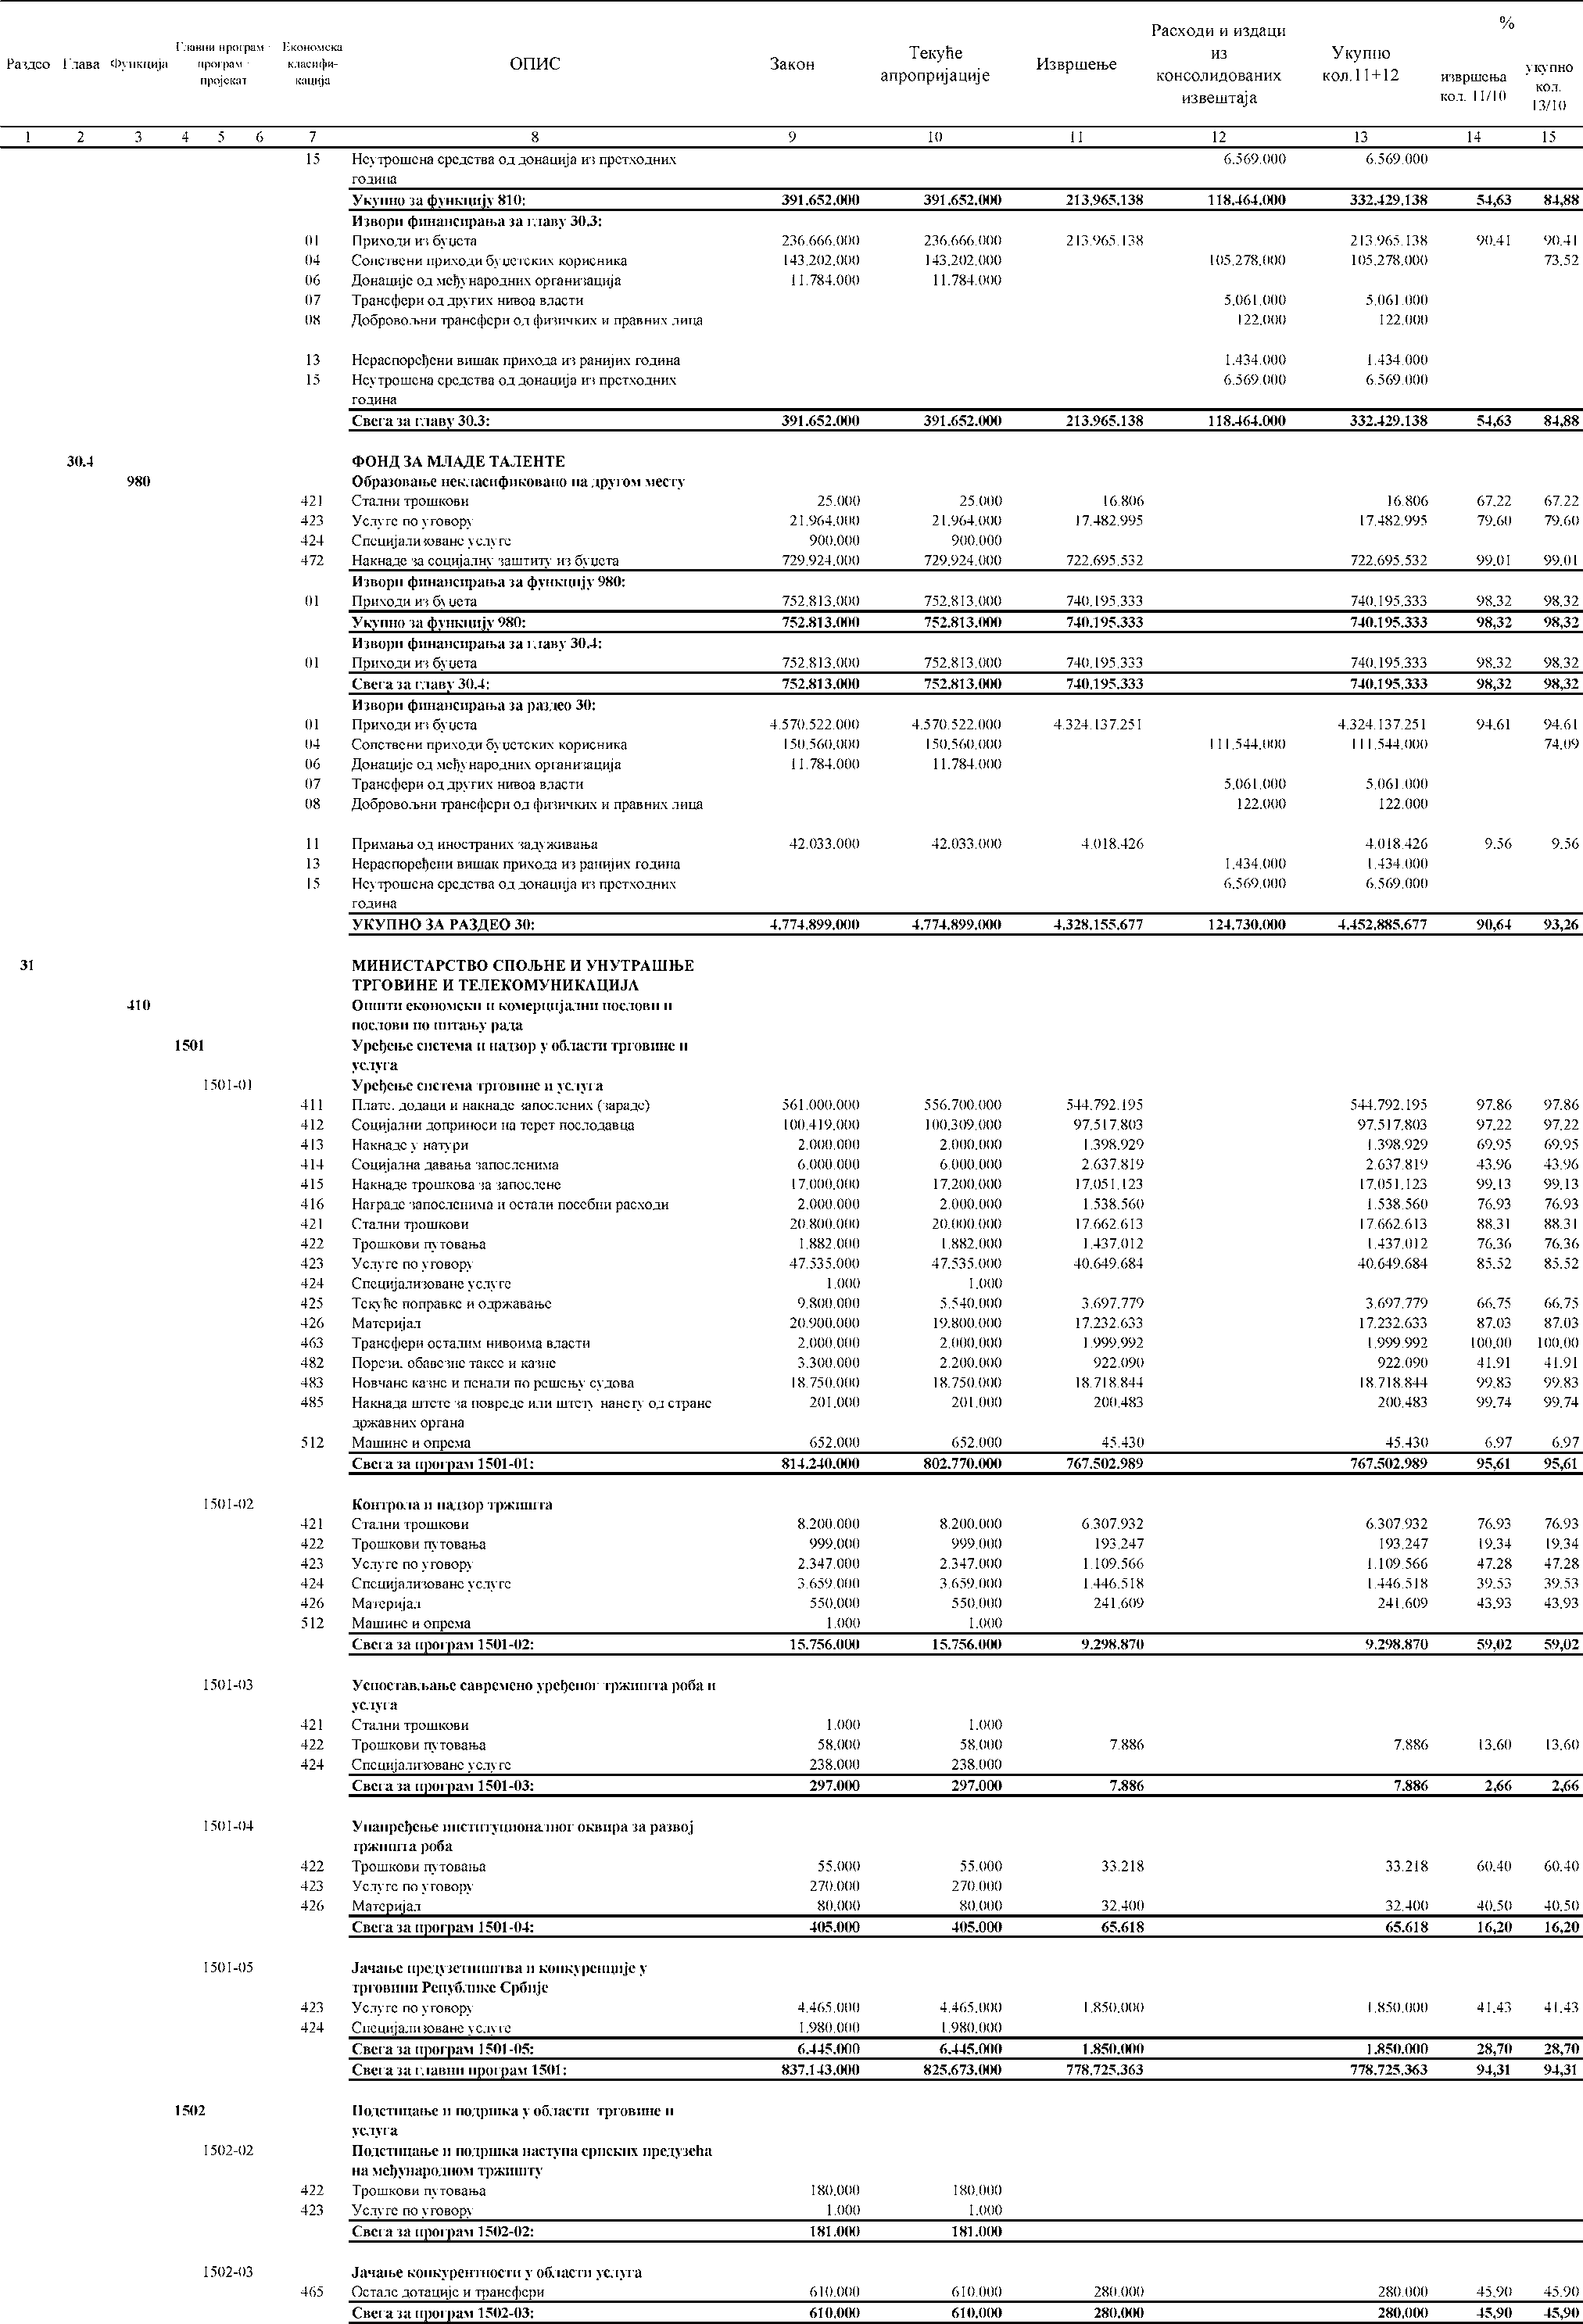 Раздео Глава Функција Главни програм - програм - пројекат Економска класифи- кација ОПИС Закон Текуће апропријације Извршење Расходи и издаци из консолидованих извештаја Укупно кол.11+12 % извршења кол. 11/10 укупно кол. 13/10
1 2 3 4 5 6 7 8 9 10 11 12 13 14 15
15 Неутрошена средства од донација из претходних 6.569.000 6.569.000
година
Укупно за функцију 810: 391.652.000 391.652.000 213.965.138 118.464.000 332.429.138 54,63 84,88
Извори финансирања за главу 30.3:
01 Приходи из буџета 236.666.000 236.666.000 213.965.138 213.965.138 90,41 90,41
04 Сопствени приходи буџетских корисника 143.202.000 143.202.000 105.278.000 105.278.000 73,52
06 Донације од међународних организација 11.784.000 11.784.000
07 Трансфери од других нивоа власти 5.061.000 5.061.000
08 Добровољни трансфери од физичких и правних лица 122.000 122.000
13 Нераспоређени вишак прихода из ранијих година 1.434.000 1.434.000
15 Неутрошена средства од донација из претходних 6.569.000 6.569.000
година
Свега за главу 30.3: 391.652.000 391.652.000 213.965.138 118.464.000 332.429.138 54,63 84,88
30.4 ФОНД ЗА МЛАДЕ ТАЛЕНТЕ
980 Образовање некласификовано на другом месту
421 Стални трошкови 25.000 25.000 16.806 16.806 67,22 67,22
423 Услуге по уговору 21.964.000 21.964.000 17.482.995 17.482.995 79,60 79,60
424 Специјализоване услуге 900.000 900.000
472 Накнаде за социјалну заштиту из буџета 729.924.000 729.924.000 722.695.532 722.695.532 99,01 99,01
Извори финансирања за функцију 980:
01 Приходи из буџета 752.813.000 752.813.000 740.195.333 740.195.333 98,32 98,32
Укупно за функцију 980: 752.813.000 752.813.000 740.195.333 740.195.333 98,32 98,32
Извори финансирања за главу 30.4:
01 Приходи из буџета 752.813.000 752.813.000 740.195.333 740.195.333 98,32 98,32
Свега за главу 30.4: 752.813.000 752.813.000 740.195.333 740.195.333 98,32 98,32
Извори финансирања за раздео 30:
01 Приходи из буџета 4.570.522.000 4.570.522.000 4.324.137.251 4.324.137.251 94,61 94,61
04 Сопствени приходи буџетских корисника 150.560.000 150.560.000 111.544.000 111.544.000 74,09
06 Донације од међународних организација 11.784.000 11.784.000
07 Трансфери од других нивоа власти 5.061.000 5.061.000
08 Добровољни трансфери од физичких и правних лица 122.000 122.000
11 Примања од иностраних задуживања 42.033.000 42.033.000 4.018.426 4.018.426 9,56 9,56
13 Нераспоређени вишак прихода из ранијих година 1.434.000 1.434.000
15 Неутрошена средства од донација из претходних 6.569.000 6.569.000
година
УКУПНО ЗА РАЗДЕО 30: 4.774.899.000 4.774.899.000 4.328.155.677 124.730.000 4.452.885.677 90,64 93,26
31 МИНИСТАРСТВО СПОЉНЕ И УНУТРАШЊЕ
ТРГОВИНЕ И ТЕЛЕКОМУНИКАЦИЈА
410 Општи економски и комерцијални послови и
послови по питању рада
1501 Уређење система и надзор у области трговине и
услуга
1501-01 Уређење система трговине и услуга
411 Плате, додаци и накнаде запослених (зараде) 561.000.000 556.700.000 544.792.195 544.792.195 97,86 97,86
412 Социјални доприноси на терет послодавца 100.419.000 100.309.000 97.517.803 97.517.803 97,22 97,22
413 Накнаде у натури 2.000.000 2.000.000 1.398.929 1.398.929 69,95 69,95
414 Социјална давања запосленима 6.000.000 6.000.000 2.637.819 2.637.819 43,96 43,96
415 Накнаде трошкова за запослене 17.000.000 17.200.000 17.051.123 17.051.123 99,13 99,13
416 Награде запосленима и остали посебни расходи 2.000.000 2.000.000 1.538.560 1.538.560 76,93 76,93
421 Стални трошкови 20.800.000 20.000.000 17.662.613 17.662.613 88,31 88,31
422 Трошкови путовања 1.882.000 1.882.000 1.437.012 1.437.012 76,36 76,36
423 Услуге по уговору 47.535.000 47.535.000 40.649.684 40.649.684 85,52 85,52
424 Специјализоване услуге 1.000 1.000
425 Текуће поправке и одржавање 9.800.000 5.540.000 3.697.779 3.697.779 66,75 66,75
426 Материјал 20.900.000 19.800.000 17.232.633 17.232.633 87,03 87,03
463 Трансфери осталим нивоима власти 2.000.000 2.000.000 1.999.992 1.999.992 100,00 100,00
482 Порези, обавезне таксе и казне 3.300.000 2.200.000 922.090 922.090 41,91 41,91
483 Новчане казне и пенали по решењу судова 18.750.000 18.750.000 18.718.844 18.718.844 99,83 99,83
485 Накнада штете за повреде или штету нанету од стране 201.000 201.000 200.483 200.483 99,74 99,74
државних органа
512 Машине и опрема 652.000 652.000 45.430 45.430 6,97 6,97
Свега за програм 1501-01: 814.240.000 802.770.000 767.502.989 767.502.989 95,61 95,61
1501-02 Контрола и надзор тржишта
421 Стални трошкови 8.200.000 8.200.000 6.307.932 6.307.932 76,93 76,93
422 Трошкови путовања 999.000 999.000 193.247 193.247 19,34 19,34
423 Услуге по уговору 2.347.000 2.347.000 1.109.566 1.109.566 47,28 47,28
424 Специјализоване услуге 3.659.000 3.659.000 1.446.518 1.446.518 39,53 39,53
426 Материјал 550.000 550.000 241.609 241.609 43,93 43,93
512 Машине и опрема 1.000 1.000
Свега за програм 1501-02: 15.756.000 15.756.000 9.298.870 9.298.870 59,02 59,02
1501-03 Успостављање савремено уређеног тржишта роба и
услуга
421 Стални трошкови 1.000 1.000
422 Трошкови путовања 58.000 58.000 7.886 7.886 13,60 13,60
424 Специјализоване услуге 238.000 238.000
Свега за програм 1501-03: 297.000 297.000 7.886 7.886 2,66 2,66
1501-04 Унапређење институционалног оквира за развој
тржишта роба
422 Трошкови путовања 55.000 55.000 33.218 33.218 60,40 60,40
423 Услуге по уговору 270.000 270.000
426 Материјал 80.000 80.000 32.400 32.400 40,50 40,50
Свега за програм 1501-04: 405.000 405.000 65.618 65.618 16,20 16,20
1501-05 Јачање предузетништва и конкуренције у
трговини Републике Србије
423 Услуге по уговору 4.465.000 4.465.000 1.850.000 1.850.000 41,43 41,43
424 Специјализоване услуге 1.980.000 1.980.000
Свега за програм 1501-05: 6.445.000 6.445.000 1.850.000 1.850.000 28,70 28,70
Свега за главни програм 1501: 837.143.000 825.673.000 778.725.363 778.725.363 94,31 94,31
1502 Подстицање и подршка у области трговине и
услуга
1502-02 Подстицање и подршка наступа српских предузећа
на међународном тржишту
422 Трошкови путовања 180.000 180.000
423 Услуге по уговору 1.000 1.000
Свега за програм 1502-02: 181.000 181.000
1502-03 Јачање конкурентности у области услуга
465 Остале дотације и трансфери 610.000 610.000 280.000 280.000 45,90 45,90
Свега за програм 1502-03: 610.000 610.000 280.000 280.000 45,90 45,90